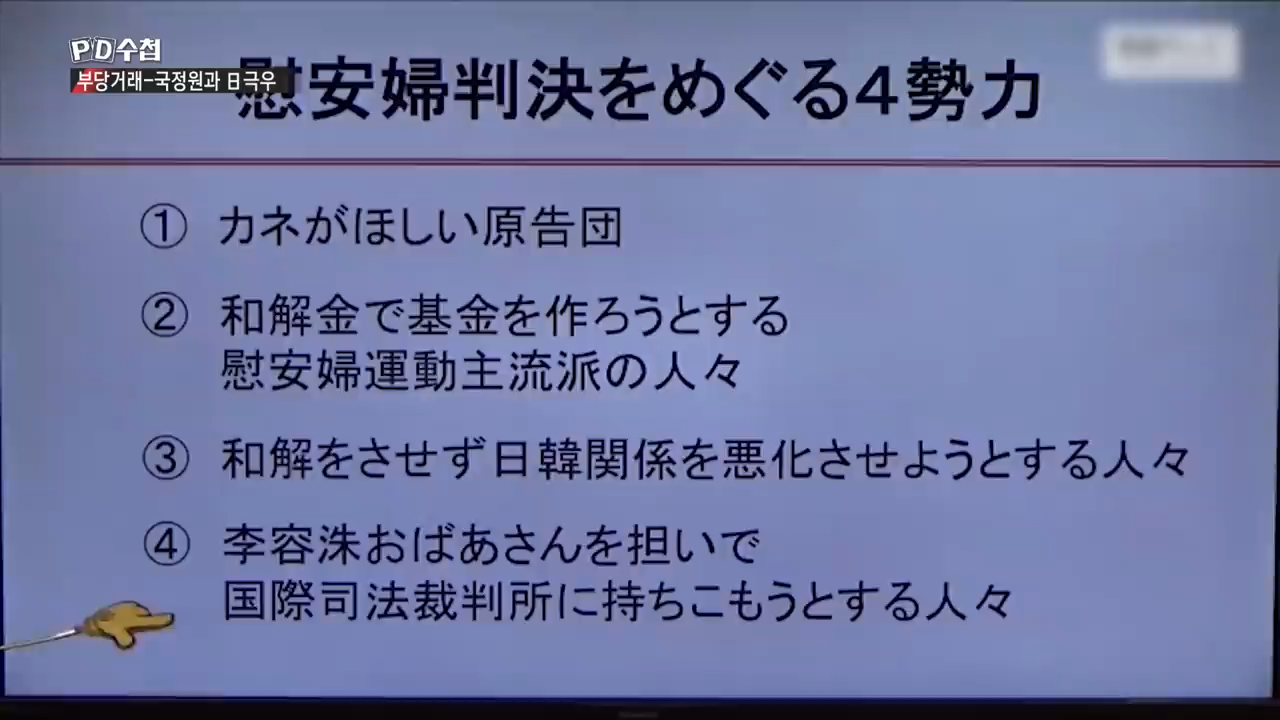 PD수첩
부당거래-국정원과 日극우
慰安婦判決をめぐる4勢力
① カネがほしい原告団
② 和解金で基金を作ろうとする
慰安婦運動主流派の人々
③ 和解をさせず日韓関係を悪化させようとする人々
④ 李容洙おばあさんを担いで
国際司法裁判所に持ちこもうとする人々